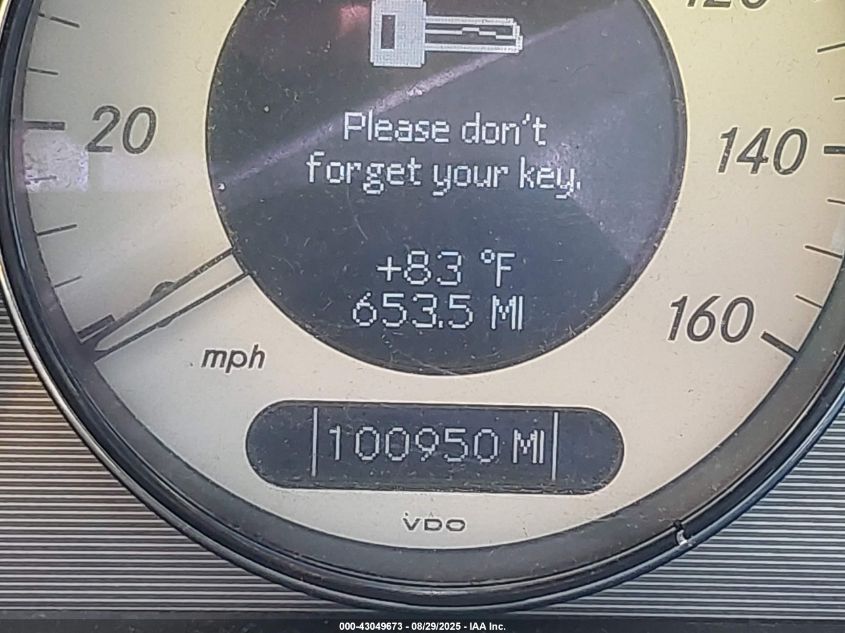 120
20
140
Please don't
forget your key.
+83 °F
653.5 MI
160
mph
100950 MI
VDO
000-43049673 - 08/29/2025 - IAA Inc.